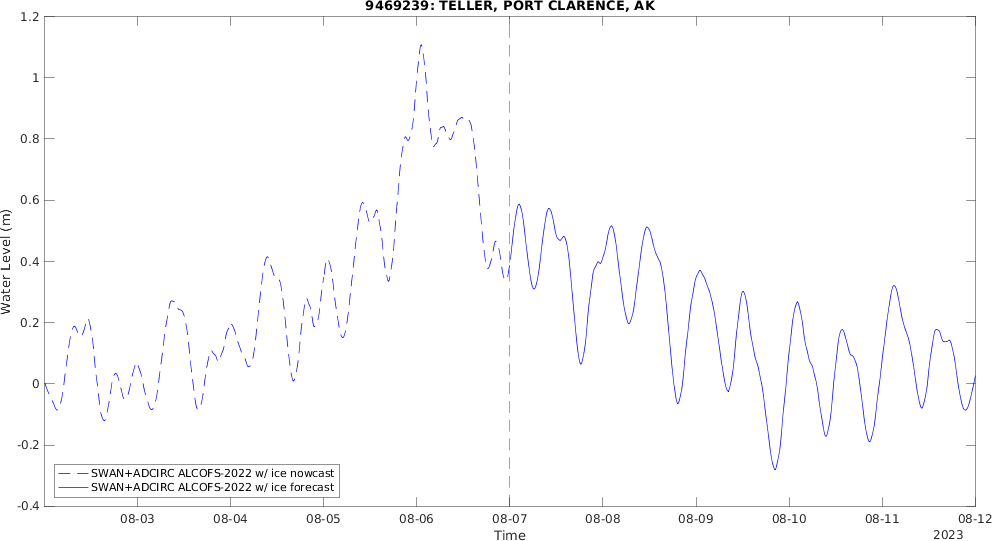 9469239: TELLER, PORT CLARENCE, AK
1.2
1
0.8
0.6
0.4
0.2
0
-0.2
-0.4
Water Level (m)
SWAN+ADCIRC ALCOFS-2022 w/ ice nowcast
SWAN+ADCIRC ALCOFS-2022 w/ ice forecast
08-03 08-04 08-05 08-06 08-07 08-08 08-09 08-10 08-11 08-12
Time
2023